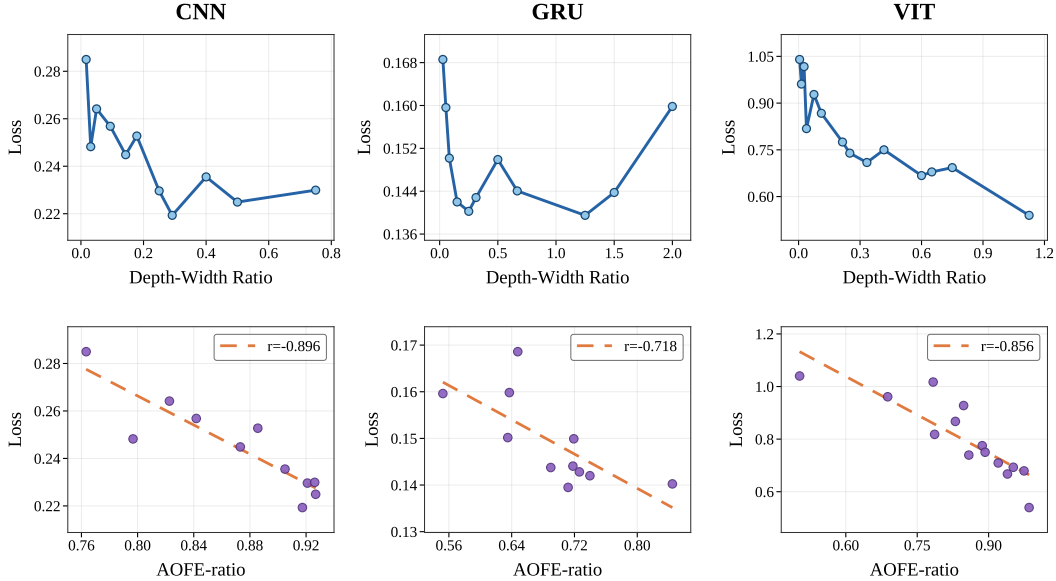 CNN
GRU
VIT
Loss
0.28
0.26
0.24
0.22
0.0 0.2 0.4 0.6 0.8
Depth-Width Ratio
Loss
0.168
0.160
0.152
0.144
0.136
0.0 0.5 1.0 1.5 2.0
Depth-Width Ratio
Loss
1.05
0.90
0.75
0.60
0.0 0.3 0.6 0.9 1.2
Depth-Width Ratio
Loss
0.28
0.26
0.24
0.22
r=-0.896
0.76 0.80 0.84 0.88 0.92
AOFE-ratio
Loss
0.17
0.16
0.15
0.14
0.13
r=-0.718
0.56 0.64 0.72 0.80
AOFE-ratio
Loss
1.2
1.0
0.8
0.6
r=-0.856
0.60 0.75 0.90
AOFE-ratio